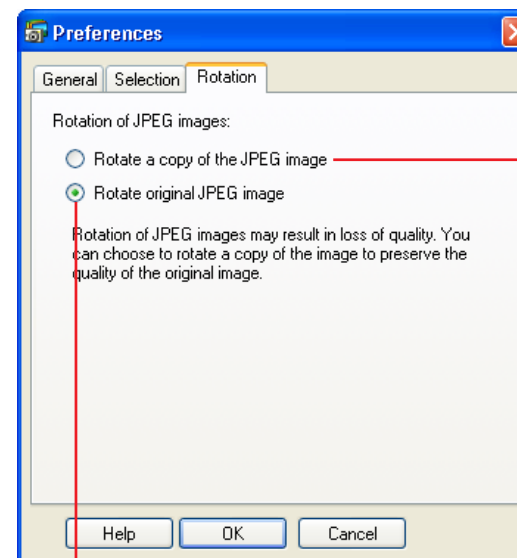 Preferences
General Selection Rotation
Rotation of JPEG images:
Rotate a copy of the JPEG image
Rotate original JPEG image
Rotation of JPEG images may result in loss of quality. You
can choose to rotate a copy of the image to preserve the
quality of the original image.
Help OK Cancel